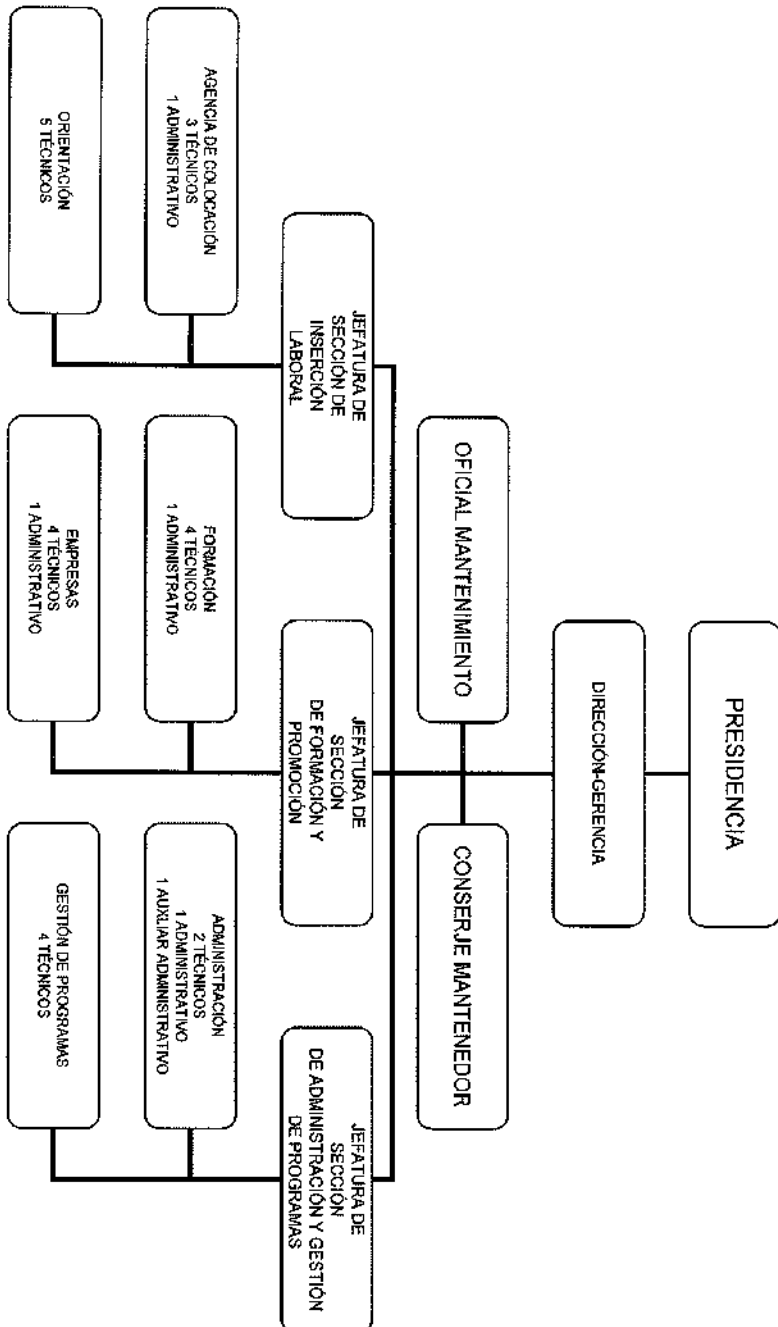 PRESIDENCIA
DIRECCIÓN-GERENCIA
OFICIAL MANTENIMIENTO
CONSERJE MANTENEDOR
JEFATURA DE
SECCIÓN DE
INSERCIÓN
LABORAL
JEFATURA DE
SECCIÓN
DE FORMACIÓN Y
PROMOCIÓN
JEFATURA DE
SECCIÓN
DE ADMINISTRACIÓN Y GESTIÓN
DE PROGRAMAS
AGENCIA DE COLOCACIÓN
3 TÉCNICOS
1 ADMINISTRATIVO
FORMACIÓN
4 TÉCNICOS
1 ADMINISTRATIVO
ADMINISTRACIÓN
2 TÉCNICOS
1 ADMINISTRATIVO
1 AUXLIAR ADMINISTRATIVO
ORIENTACIÓN
5 TÉCNICOS
EMPRESAS
4 TÉCNICOS
1 ADMINISTRATIVO
GESTIÓN DE PROGRAMAS
4 TÉCNICOS